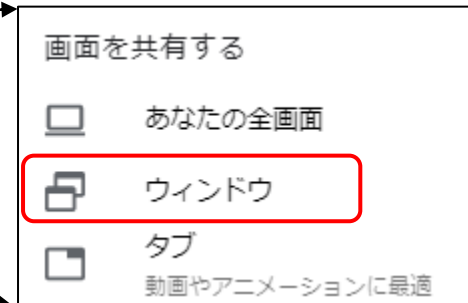 画面を共有する
あなたの全画面
ウィンドウ
タブ
動画やアニメーションに最適